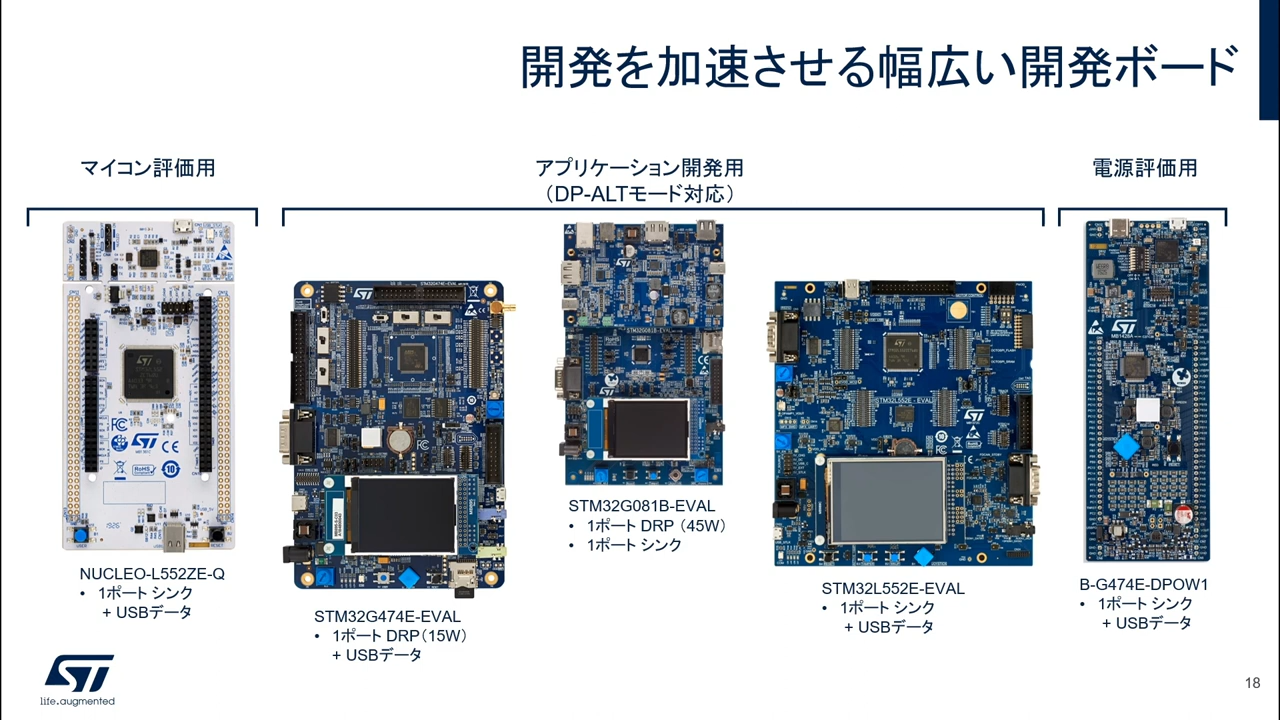 開発を加速させる幅広い開発ボード
マイコン評価用
アプリケーション開発用
（DP-ALTモード対応）
電源評価用
NUCLEO-L552ZE-Q
• 1ポート シンク
+ USBデータ
STM32G474E-EVAL
• 1ポート DRP（15W）
+ USBデータ
STM32G081B-EVAL
• 1ポート DRP （45W）
• 1ポート シンク
STM32L552E-EVAL
• 1ポート シンク
+ USBデータ
B-G474E-DPOW1
• 1ポート シンク
+ USBデータ
ST
life.augmented
18